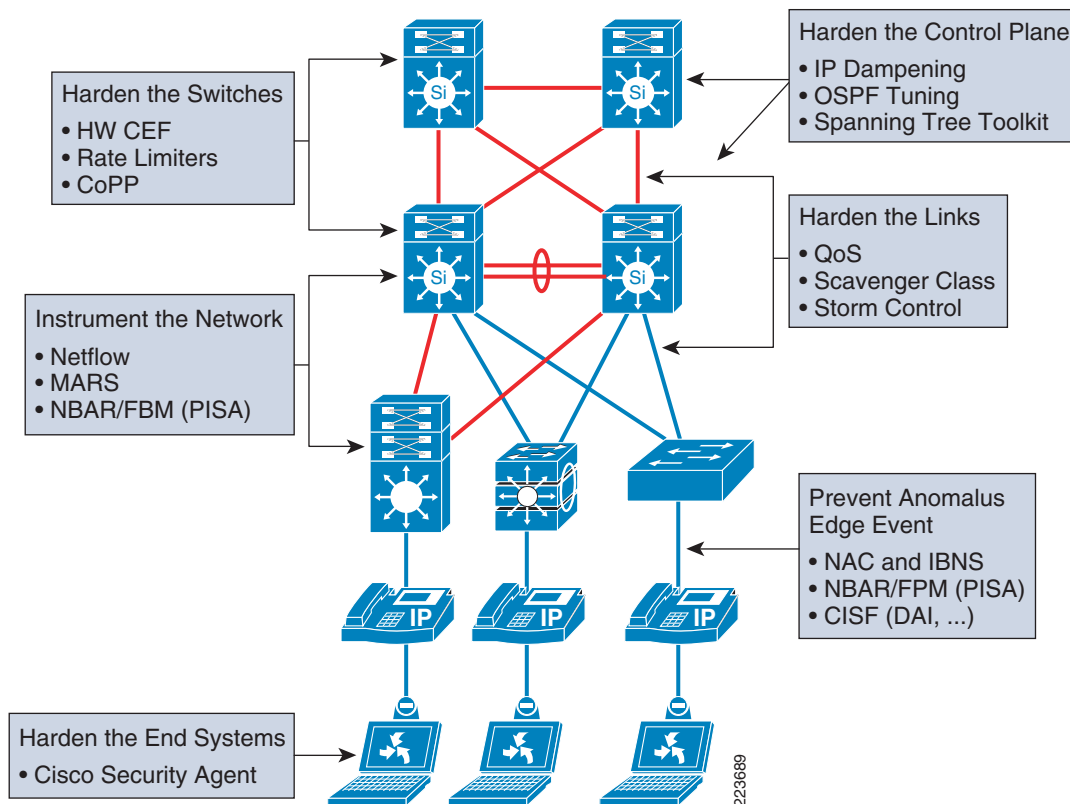 Harden the Switches
• HW CEF
• Rate Limiters
• CoPP
Si
Si
Harden the Control Plane
• IP Dampening
• OSPF Tuning
• Spanning Tree Toolkit
Instrument the Network
• Netflow
• MARS
• NBAR/FBM (PISA)
Si
Si
Harden the Links
• QoS
• Scavenger Class
• Storm Control
Prevent Anomalus
Edge Event
• NAC and IBNS
• NBAR/FPM (PISA)
• CISF (DAI, ...)
IP
IP
IP
Harden the End Systems
• Cisco Security Agent
223689